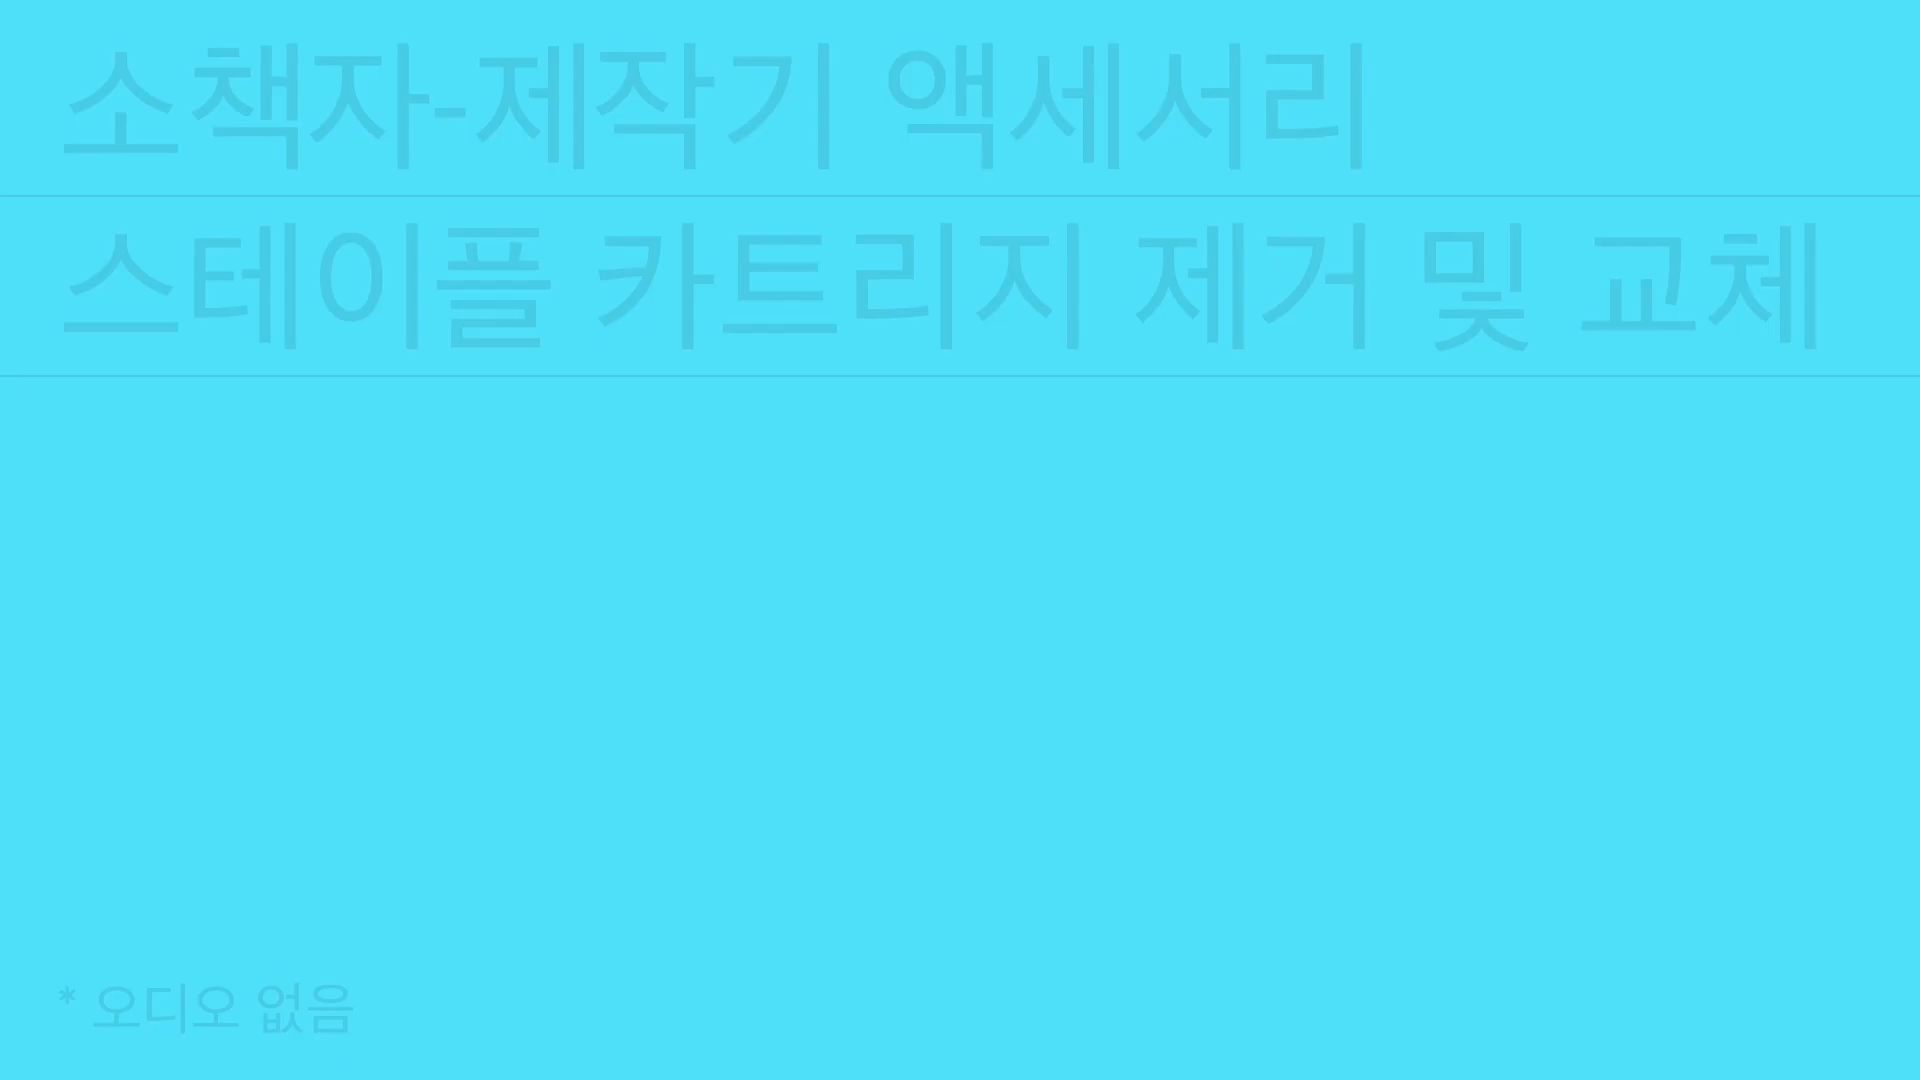 소책자-제작기 액세서리
스테이플 카트리지 제거 및 교체
* 오디오 없음